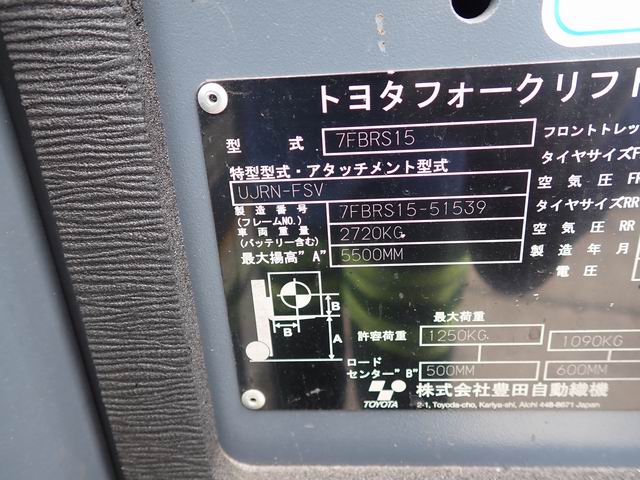 トヨタフォークリフト
型式 7FBRS15 フロントトレッ
特型型式・アタッチメント型式 タイヤサイズF
UJRN-FSV 空気圧 FR
製造番号(フレームNO.) 7FBRS15-51539 タイヤサイズRR
車両重量(バッテリー含む) 2720KG 空気圧 RR
最大揚高"A" 5500MM 製造年月
電圧
B
B A
最大荷重
許容荷重 1250KG 1090KG
ロードセンター"B" 500MM 600MM
TOYOTA 株式会社豊田自動織機
2-1, Toyoda-cho, Kariya-shi, Aichi 448-8671 Japan